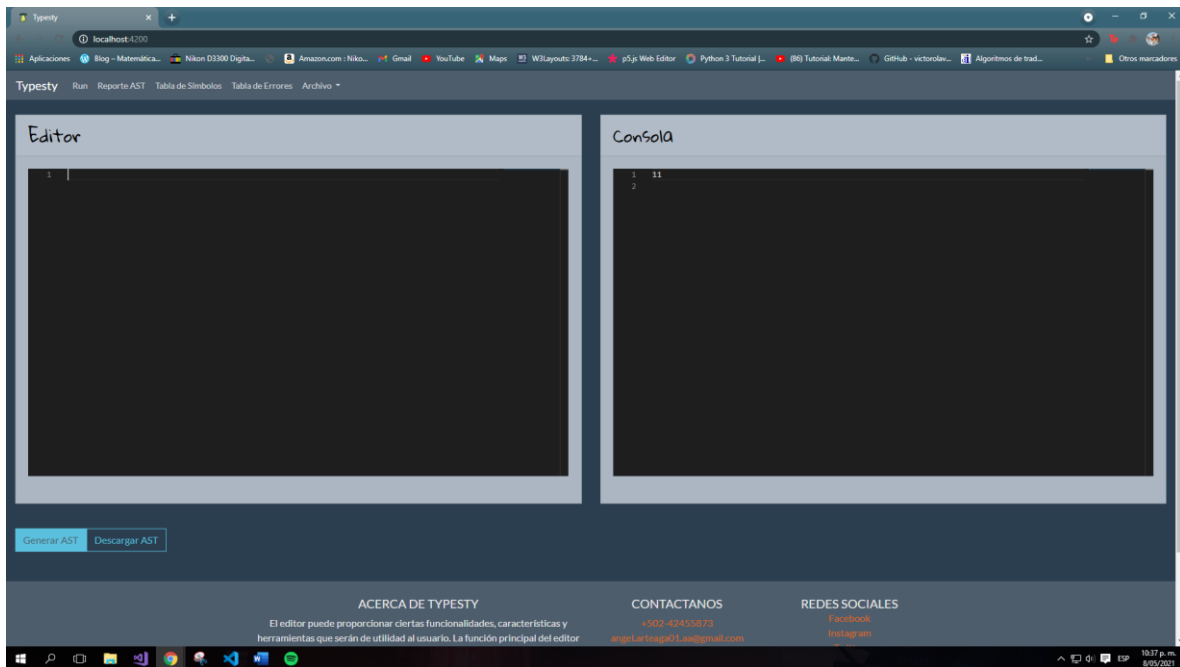 Typesty
localhost:4200
Aplicaciones Blog – Matemática... Nikon D3300 Digita... Amazon.com : Niko... Gmail YouTube Maps W3Layouts: 3784+... p5.js Web Editor Python 3 Tutorial |... (86) Tutorial: Mante... GitHub - victorolav... Algoritmos de trad... Otros marcadores
Typesty Run Reporte AST Tabla de Simbolos Tabla de Errores Archivo
Editor
1
Consola
1 11
2
Generar AST Descargar AST
ACERCA DE TYPESTY
El editor puede proporcionar ciertas funcionalidades, características y
herramientas que serán de utilidad al usuario. La función principal del editor
CONTACTANOS
+502-42455873
angel.arteaga01.aa@gmail.com
REDES SOCIALES
Facebook
Instagram
ESP
10:37 p. m.
8/05/2021